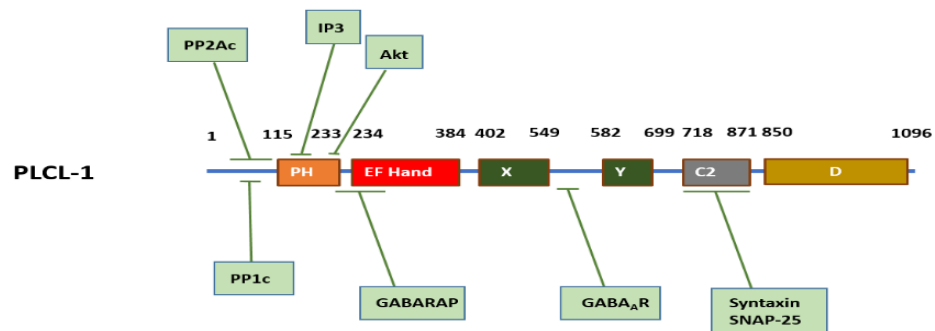 IP3
PP2Ac
Akt
1 115 233 234 384 402 549 582 699 718 871 850 1096
PLCL-1
PH EF Hand X Y C2 D
PP1c
GABARAP
GABAAR
Syntaxin
SNAP-25